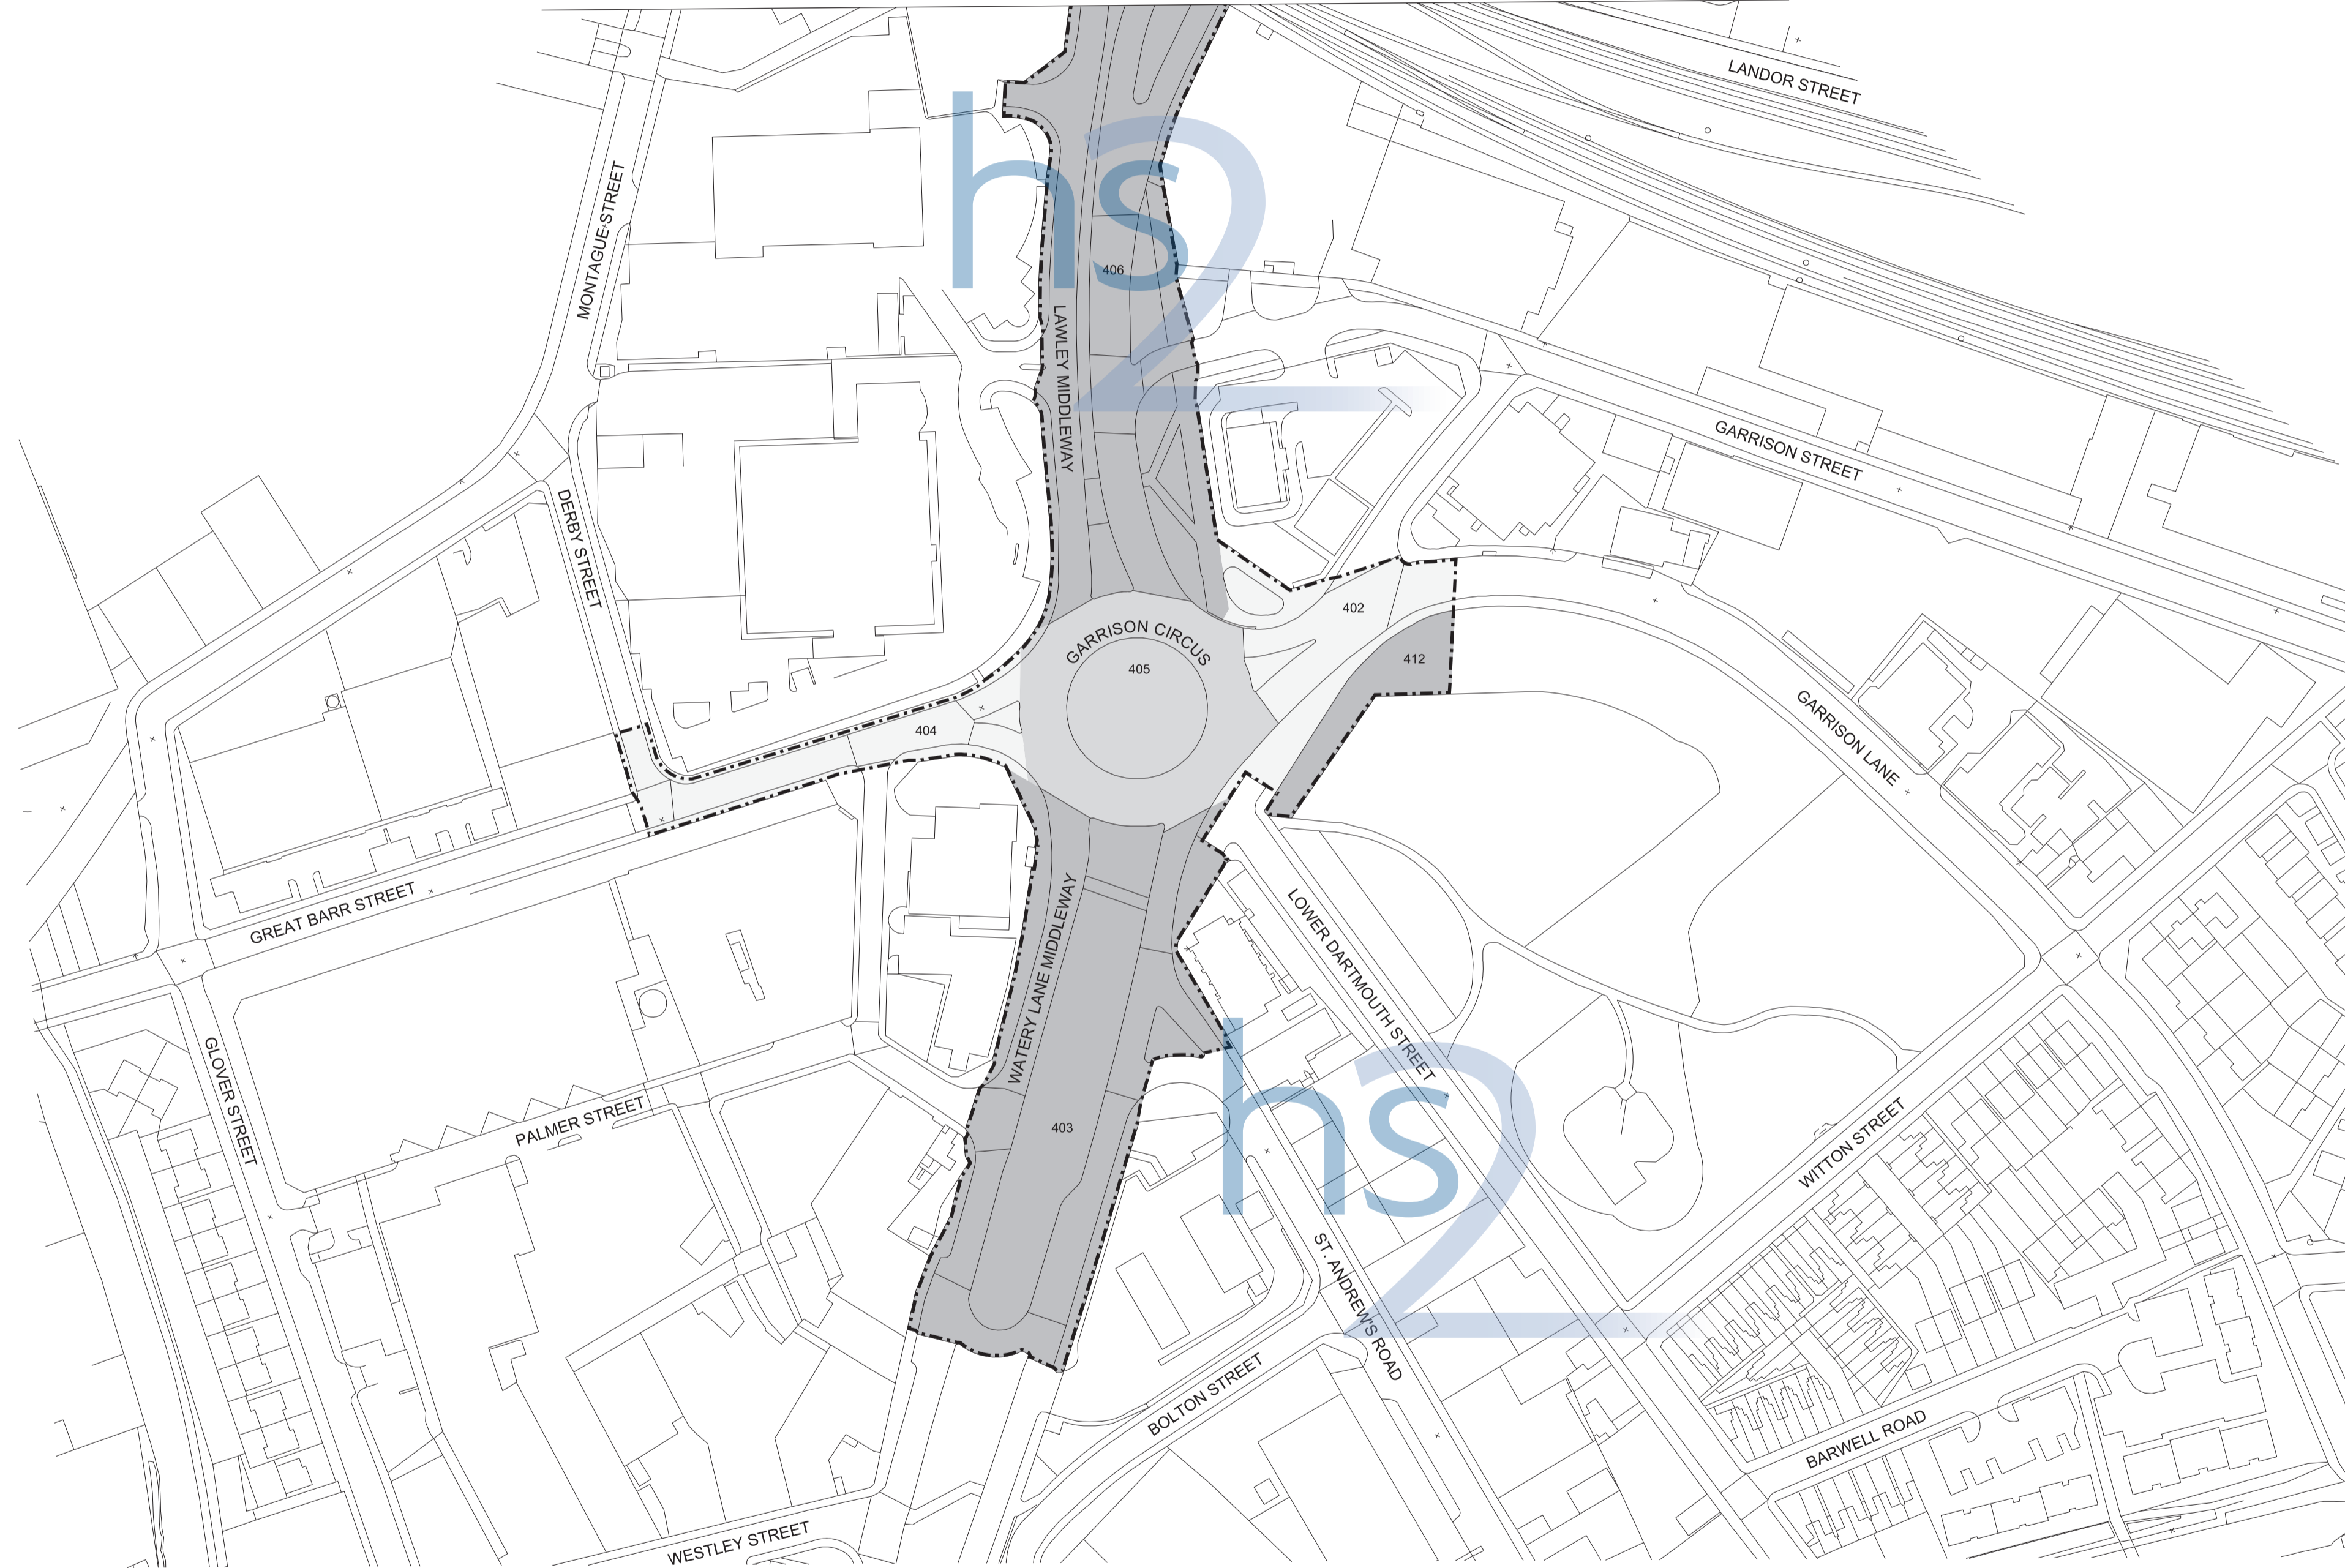 LANDOR STREET
hs2
MONTAGUE STREET
406
LAWLEY MIDDLEWAY
GARRISON STREET
DERBY STREET
402
GARRISON CIRCUS
405
412
404
GARRISON LANE
GREAT BARR STREET
WATERY LANE MIDDLEWAY
LOWER DARTMOUTH STREET
GLOVER STREET
hs2
PALMER STREET
403
WITTON STREET
ST. ANDREW'S ROAD
BOLTON STREET
BARWELL ROAD
WESTLEY STREET